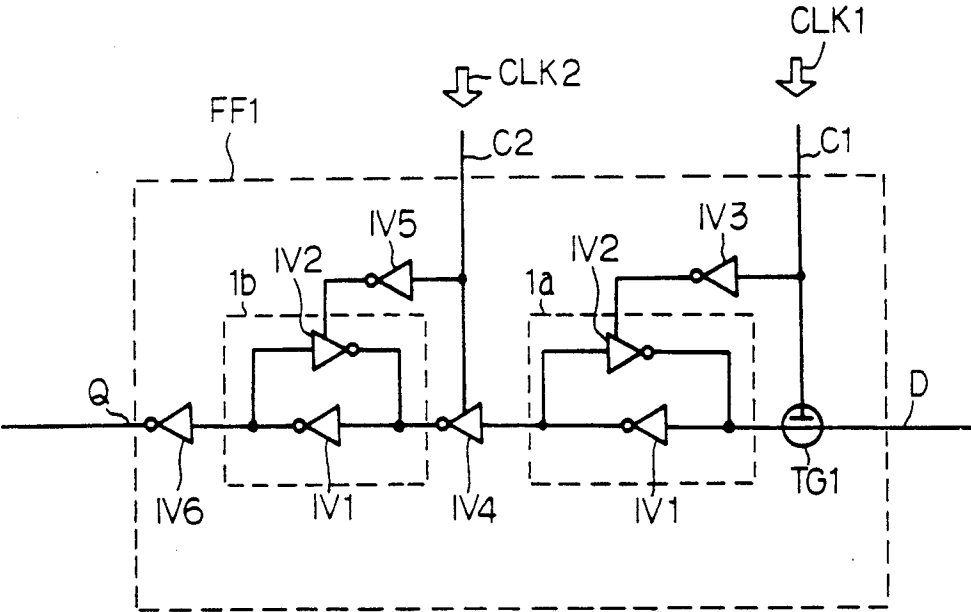 CLK1
CLK2
FF1
C2
C1
IV5
IV3
IV2
IV2
1b
1a
Q
D
TG1
IV6
IV1
IV4
IV1